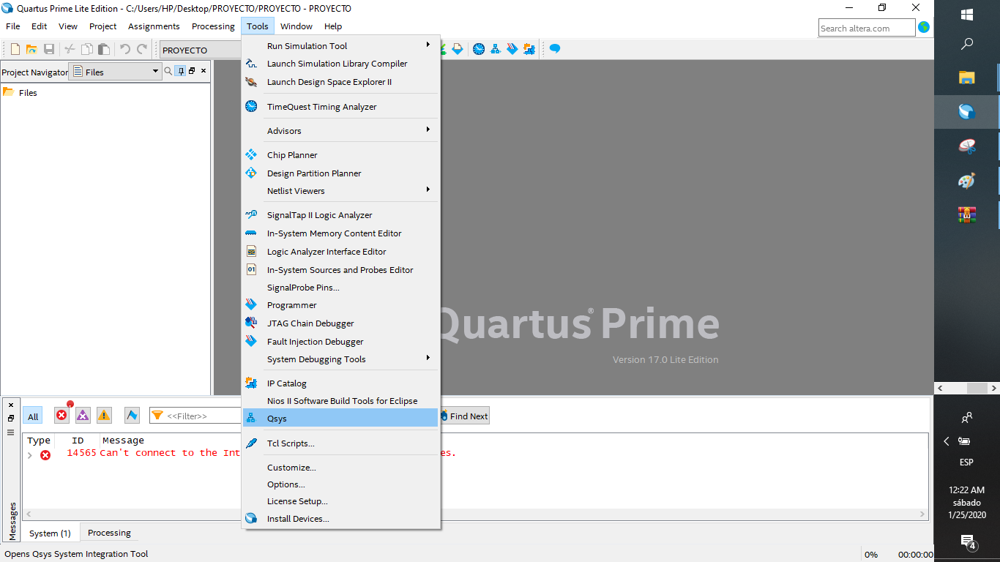 Quartus Prime Lite Edition - C:/Users/HP/Desktop/PROYECTO/PROYECTO - PROYECTO
File Edit View Project Assignments Processing Tools Window Help
Search altera.com
PROYECTO
Project Navigator Files
Files
Run Simulation Tool
Launch Simulation Library Compiler
Launch Design Space Explorer II
TimeQuest Timing Analyzer
Advisors
Chip Planner
Design Partition Planner
Netlist Viewers
SignalTap II Logic Analyzer
In-System Memory Content Editor
Logic Analyzer Interface Editor
In-System Sources and Probes Editor
SignalProbe Pins...
Programmer
JTAG Chain Debugger
Fault Injection Debugger
System Debugging Tools
IP Catalog
Nios II Software Build Tools for Eclipse
Qsys
Tcl Scripts...
Customize...
Options...
License Setup...
Install Devices...
Quartus® Prime
Version 17.0 Lite Edition
All
<<Filter>>
Find Next
Type ID Message
14565 Can't connect to the Int
es.
Messages
System (1) Processing
Opens Qsys System Integration Tool
0% 00:00:00
ESP
12:22 AM
sábado
1/25/2020
4